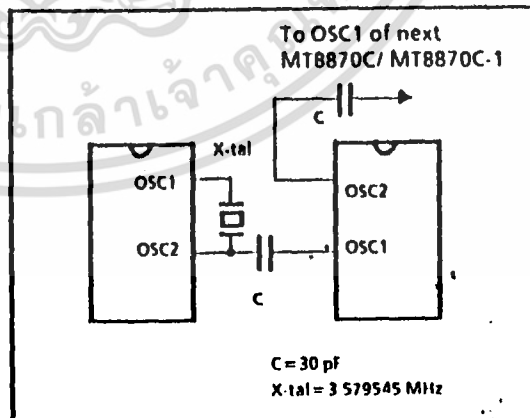 To OSC1 of next
MT8870C/ MT8870C-1
C
X-tal
OSC1
OSC2
OSC2
OSC1
C
C = 30 pF
X-tal = 3 579545 MHz